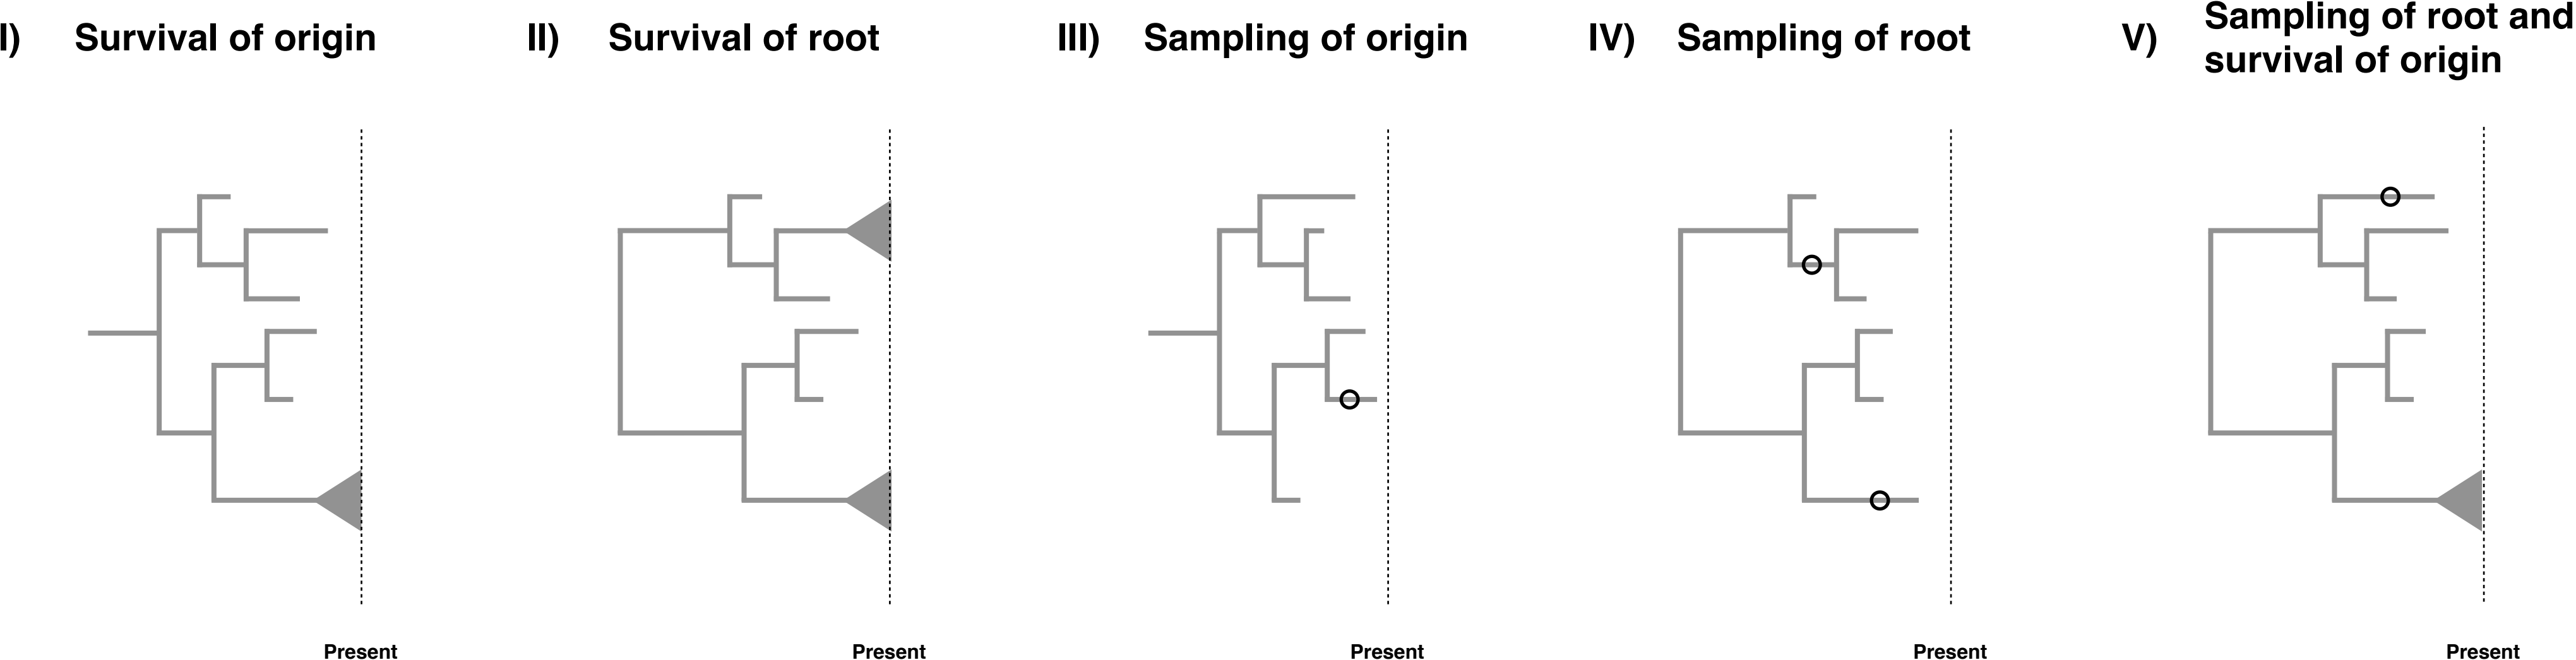 I) Survival of origin
II) Survival of root
III) Sampling of origin
IV) Sampling of root
V) Sampling of root and
survival of origin
Present
Present
Present
Present
Present